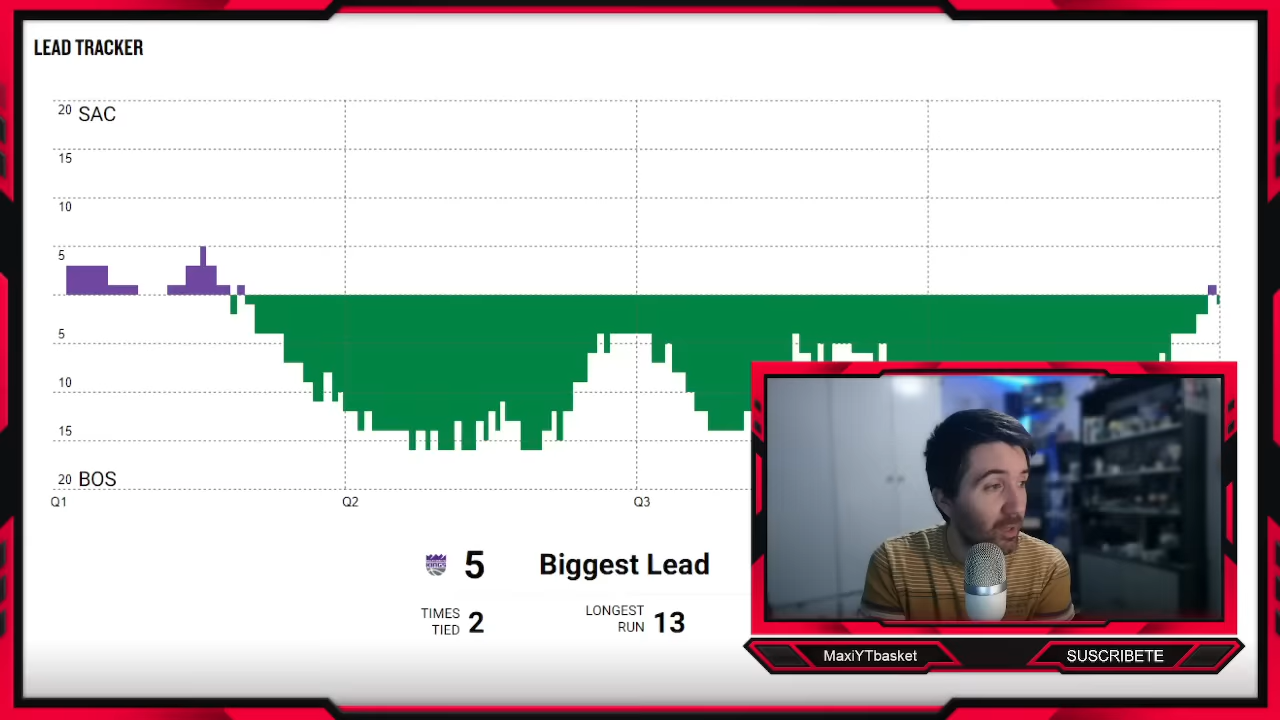 LEAD TRACKER
20 SAC
15
10
5
5
10
15
20 BOS
Q1 Q2 Q3
KINGS 5 Biggest Lead
TIMES TIED 2 LONGEST RUN 13
MaxiYTbasket SUSCRIBETE